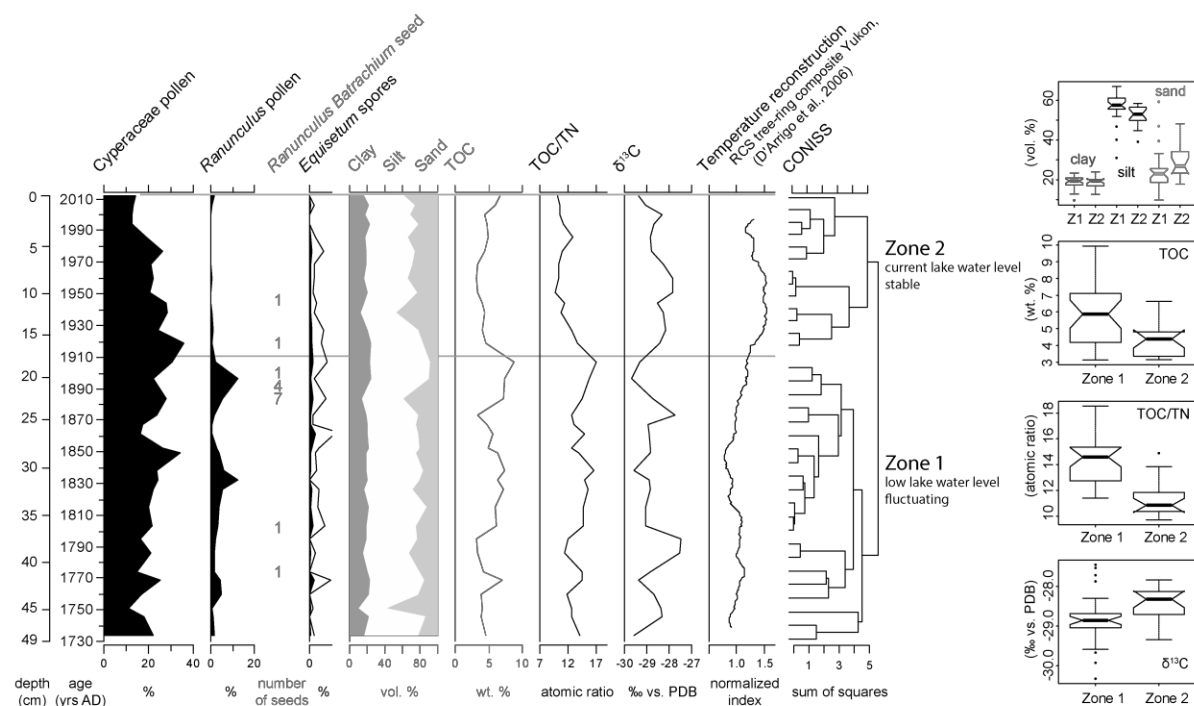 Cyperaceae pollen
Ranunculus pollen
Ranunculus Batrachium seed
Equisetum spores
Clay
Silt
Sand
TOC
TOC/TN
δ13C
Temperature reconstruction
RCS tree-ring composite Yukon,
(D'Arrigo et al., 2006)
CONISS
0
5
10
15
20
25
30
35
40
45
49
2010
1990
1970
1950
1930
1910
1890
1870
1850
1830
1810
1790
1770
1750
1730
1
1
1
4
7
1
1
Zone 2
current lake water level
stable
Zone 1
low lake water level
fluctuating
0 20 40
0 20
0
0 40 80
0 5 10
7 12 17
-30 -29 -28 -27
1.0 1.5
1 3 5
depth
(cm)
age
(yrs AD)
%
%
number
of seeds
%
vol. %
wt. %
atomic ratio
‰ vs. PDB
normalized
index
sum of squares
(vol. %)
60
40
20
sand
clay
silt
Z1 Z2 Z1 Z2 Z1 Z2
TOC
(wt. %)
10
9
8
7
6
5
4
3
Zone 1 Zone 2
TOC/TN
(atomic ratio)
18
16
14
12
10
Zone 1 Zone 2
(‰ vs. PDB)
-28.0
-29.0
-30.0
δ13C
Zone 1 Zone 2